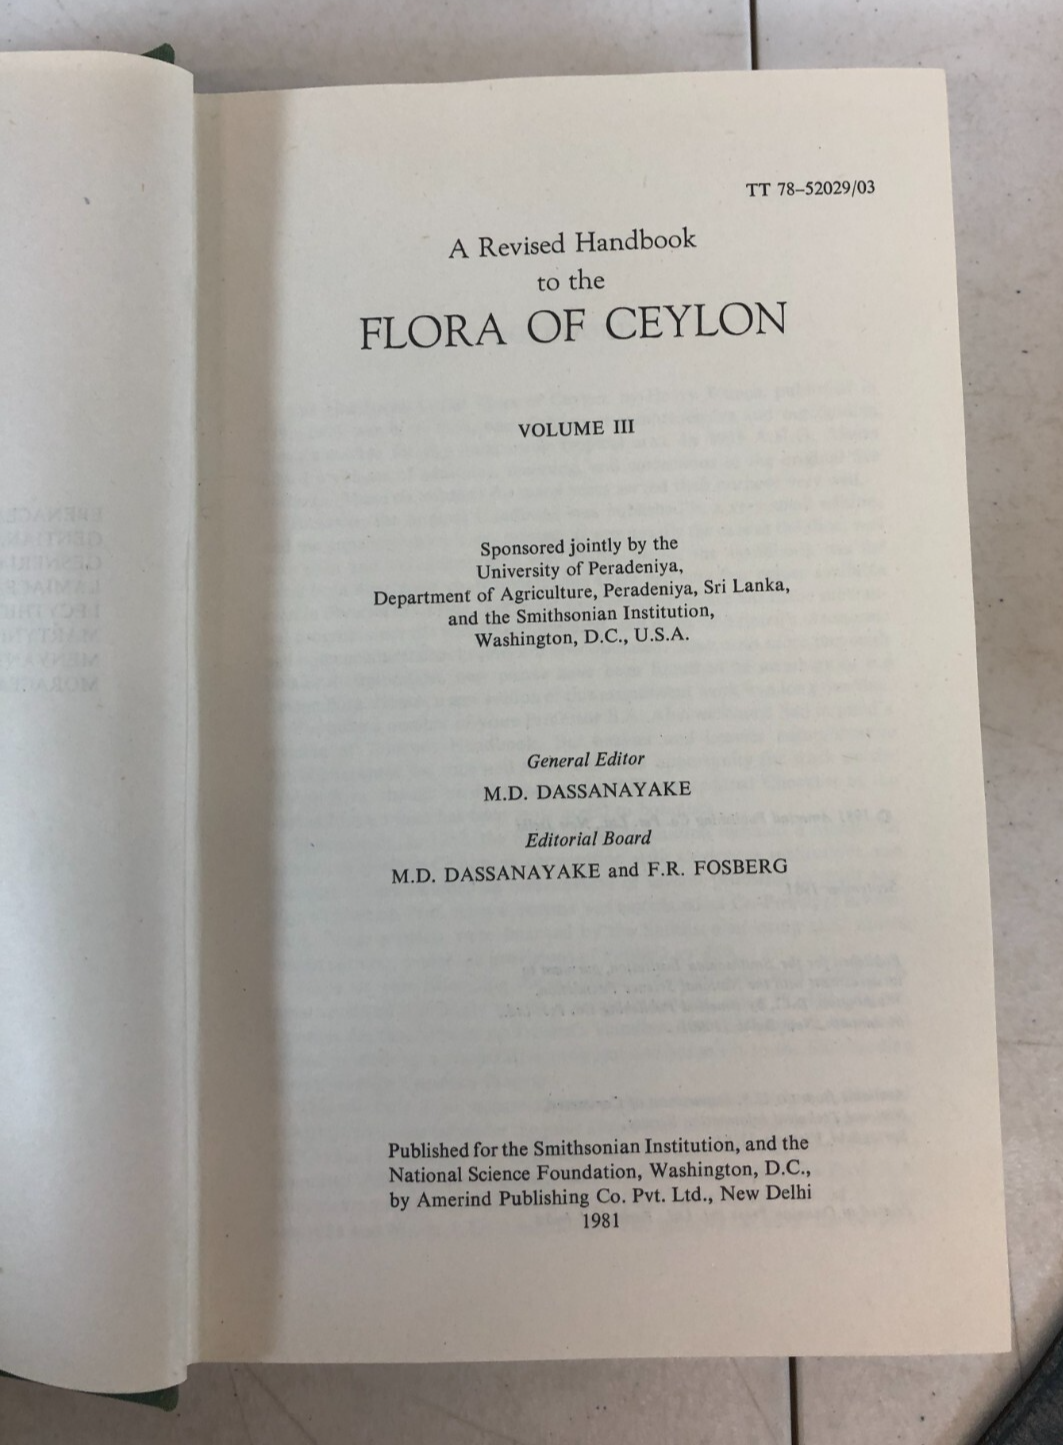 TT 78–52029/03
A Revised Handbook
to the
FLORA OF CEYLON
VOLUME III
Sponsored jointly by the
University of Peradeniya,
Department of Agriculture, Peradeniya, Sri Lanka,
and the Smithsonian Institution,
Washington, D.C., U.S.A.
General Editor
M.D. DASSANAYAKE
Editorial Board
M.D. DASSANAYAKE and F.R. FOSBERG
Published for the Smithsonian Institution, and the
National Science Foundation, Washington, D.C.,
by Amerind Publishing Co. Pvt. Ltd., New Delhi
1981